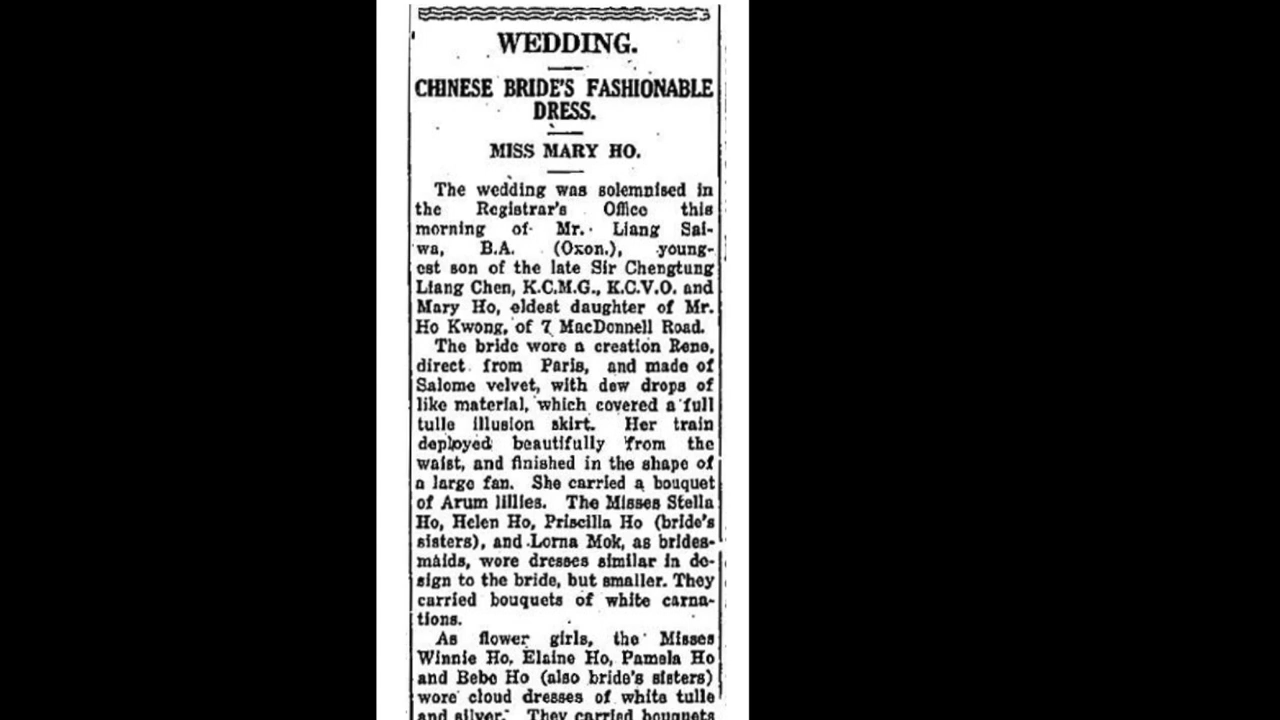 WEDDING.
CHINESE BRIDE'S FASHIONABLE
DRESS.
MISS MARY HO.
The wedding was solemnised in
the Registrar's Office this
morning of Mr. Liang Sai-
wa, B.A. (Oxon.), young-
est son of the late Sir Chengtung
Liang Chen, K.C.M.G., K.C.V.O. and
Mary Ho, eldest daughter of Mr.
Ho Kwong, of 7 MacDonnell Road.
The bride wore a creation Rene,
direct from Paris, and made of
Salome velvet, with dew drops of
like material, which covered a full
tulle illusion skirt. Her train
deployed beautifully from the
waist, and finished in the shape of
a large fan. She carried a bouquet
of Arum lillies. The Misses Stella
Ho, Helen Ho, Priscilla Ho (bride's
sisters), and Lorna Mok, as brides-
maids, wore dresses similar in de-
sign to the bride, but smaller. They
carried bouquets of white carna-
tions.
As flower girls, the Misses
Winnie Ho, Elaine Ho, Pamela Ho
and Bebe Ho (also bride's sisters)
wore cloud dresses of white tulle
and silver. They carried bouquets